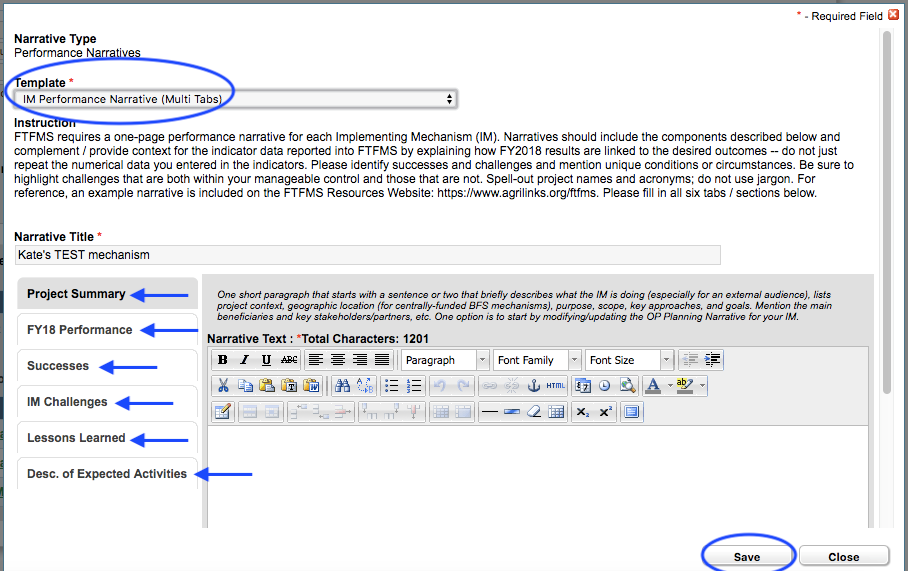 * - Required Field
Narrative Type
Performance Narratives
Template *
IM Performance Narrative (Multi Tabs)
Instruction
FTFMS requires a one-page performance narrative for each Implementing Mechanism (IM). Narratives should include the components described below and
complement / provide context for the indicator data reported into FTFMS by explaining how FY2018 results are linked to the desired outcomes -- do not just
repeat the numerical data you entered in the indicators. Please identify successes and challenges and mention unique conditions or circumstances. Be sure to
highlight challenges that are both within your manageable control and those that are not. Spell-out project names and acronyms; do not use jargon. For
reference, an example narrative is included on the FTFMS Resources Website: https://www.agrilinks.org/ftfms. Please fill in all six tabs / sections below.
Narrative Title *
Kate's TEST mechanism
Project Summary
FY18 Performance
Successes
IM Challenges
Lessons Learned
Desc. of Expected Activities
One short paragraph that starts with a sentence or two that briefly describes what the IM is doing (especially for an external audience), lists
project context, geographic location (for centrally-funded BFS mechanisms), purpose, scope, key approaches, and goals. Mention the main
beneficiaries and key stakeholders/partners, etc. One option is to start by modifying/updating the OP Planning Narrative for your IM.
Narrative Text : *Total Characters: 1201
B I U ABC Paragraph Font Family Font Size
HTML A ab
X₂ X²
Save Close